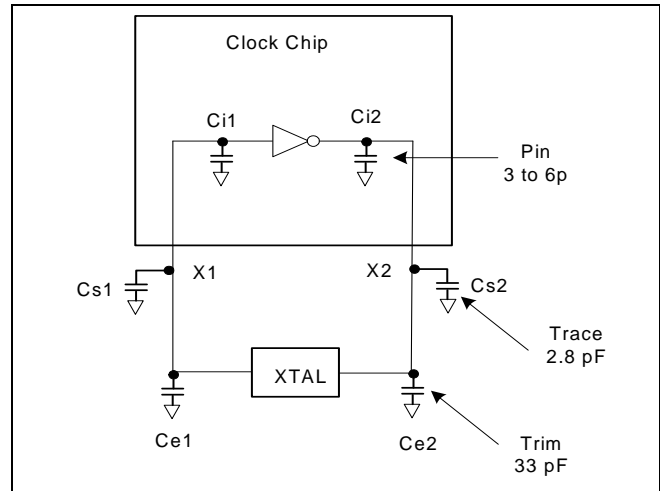 Clock Chip
Ci1
Ci2
Pin
3 to 6p
X1
X2
Cs1
Cs2
Trace
2.8 pF
XTAL
Ce1
Ce2
Trim
33 pF